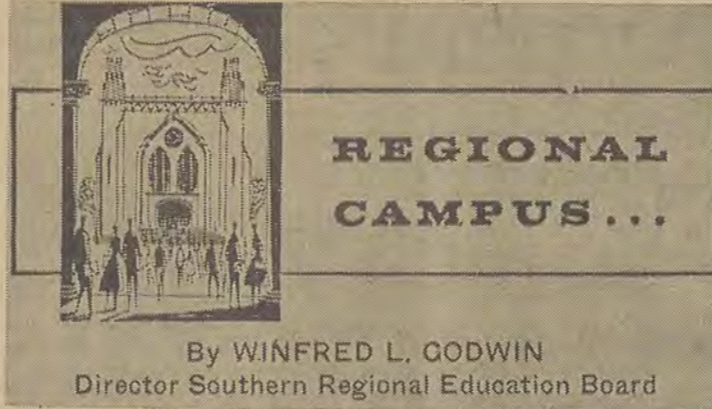 REGIONAL
CAMPUS...
By WINFRED L. GODWIN
Director Southern Regional Education Board